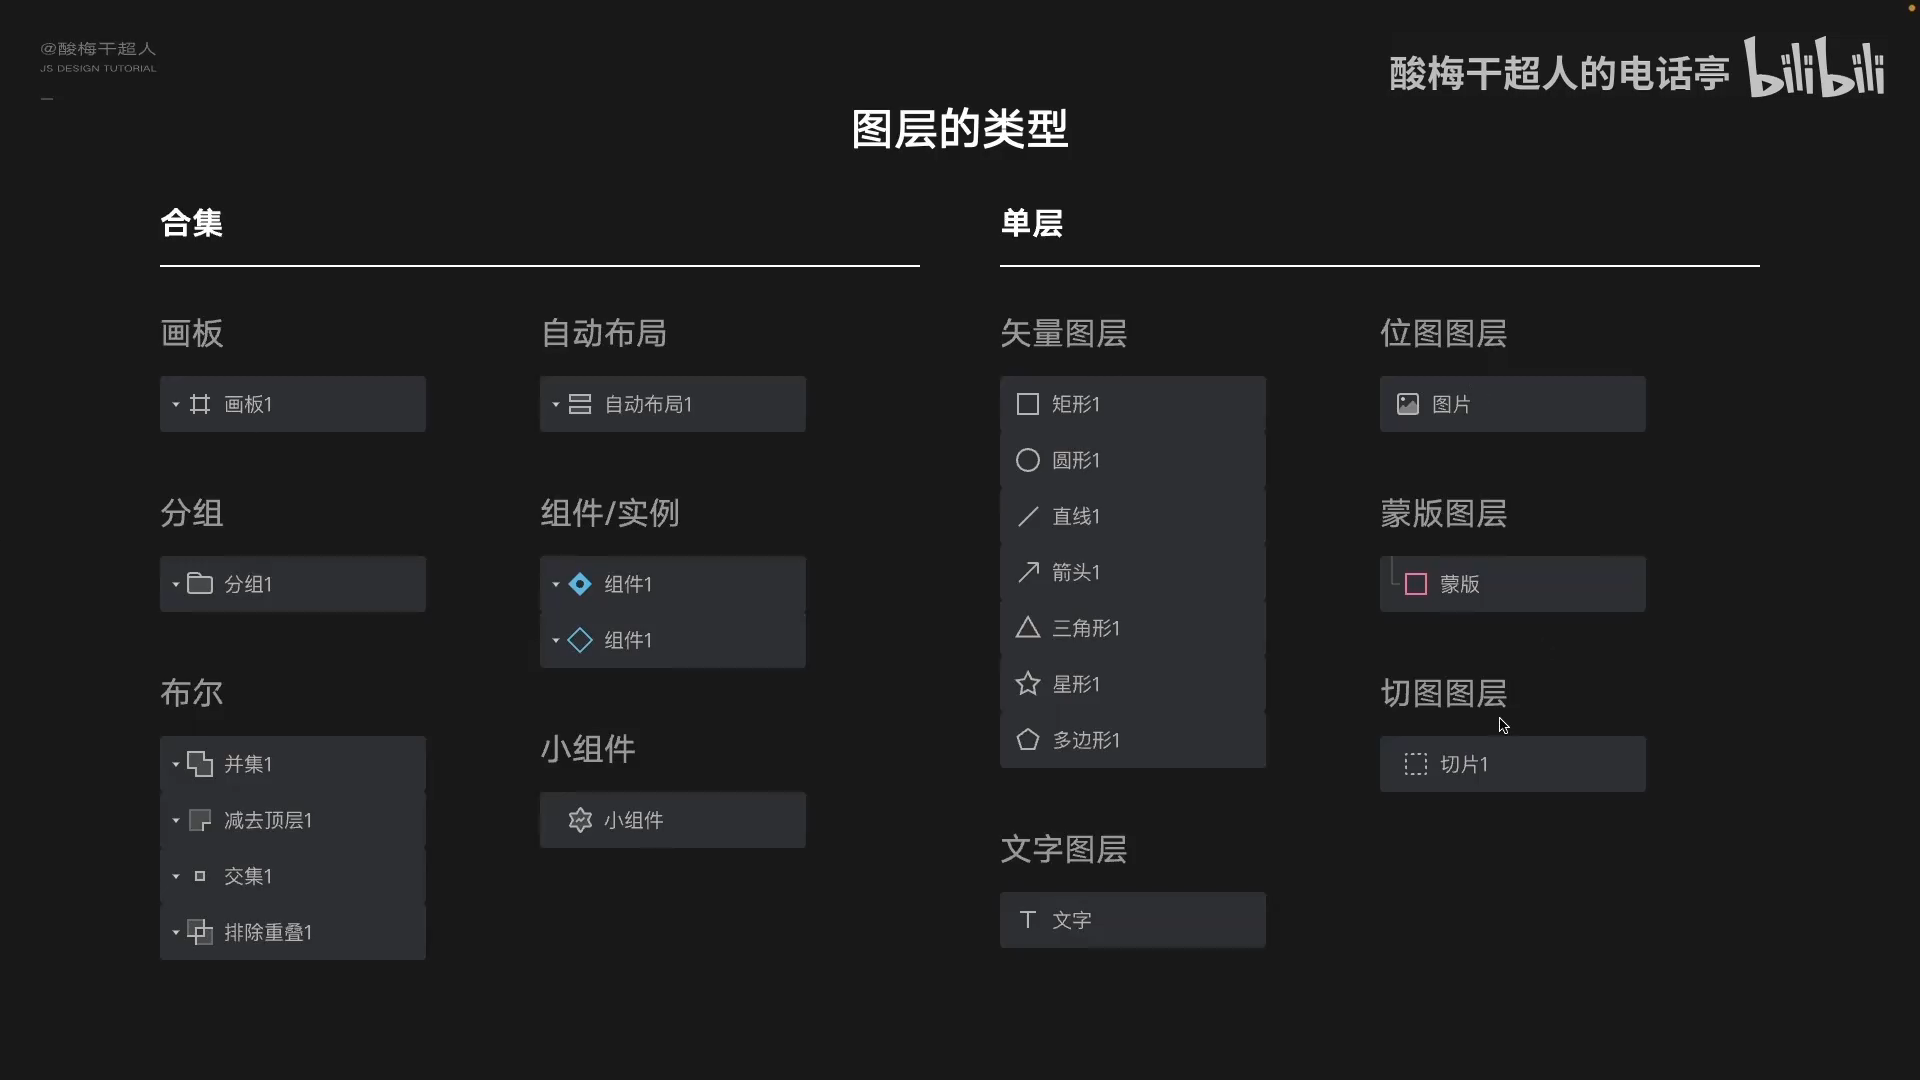 @酸梅干超人
JS DESIGN TUTORIAL
酸梅干超人的电话亭
bilibili
图层的类型
合集
画板
画板1
分组
分组1
布尔
并集1
减去顶层1
交集1
排除重叠1
自动布局
自动布局1
组件/实例
组件1
组件1
小组件
小组件
单层
矢量图层
矩形1
圆形1
直线1
箭头1
三角形1
星形1
多边形1
文字图层
文字
位图图层
图片
蒙版图层
蒙版
切图图层
切片1